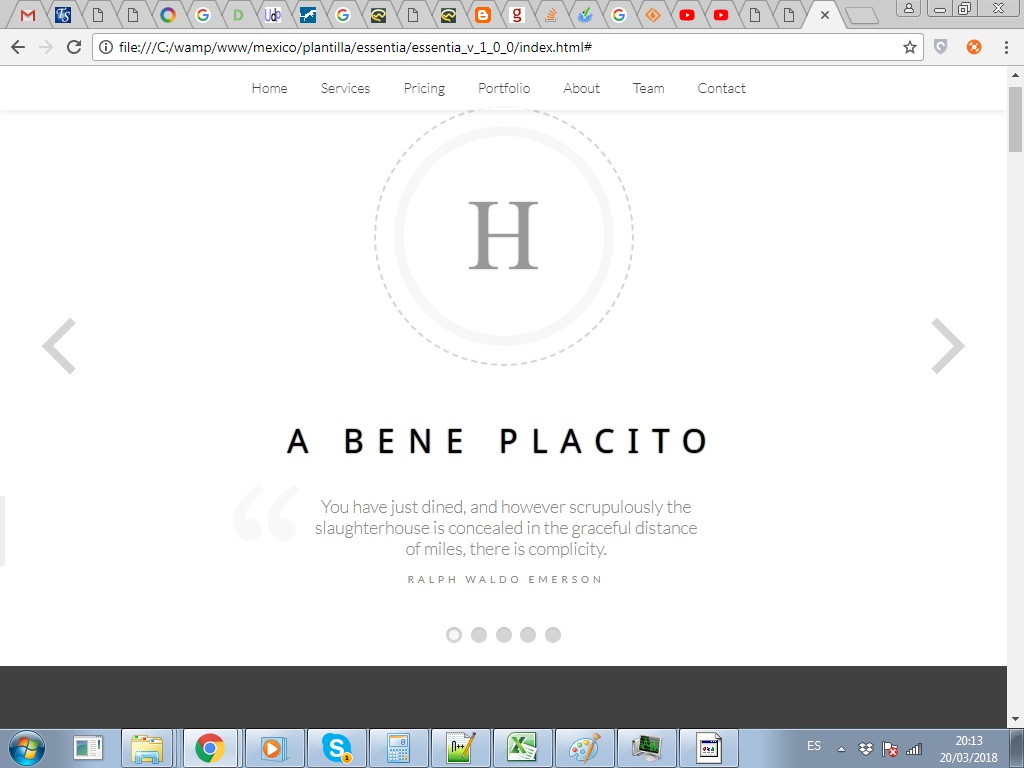 file:///C:/wamp/www/mexico/plantilla/essentia/essentia_v_1_0_0/index.html#
Home Services Pricing Portfolio About Team Contact
H
A BENE PLACITO
“
You have just dined, and however scrupulously the
slaughterhouse is concealed in the graceful distance
of miles, there is complicity.
RALPH WALDO EMERSON
ES
20:13
20/03/2018